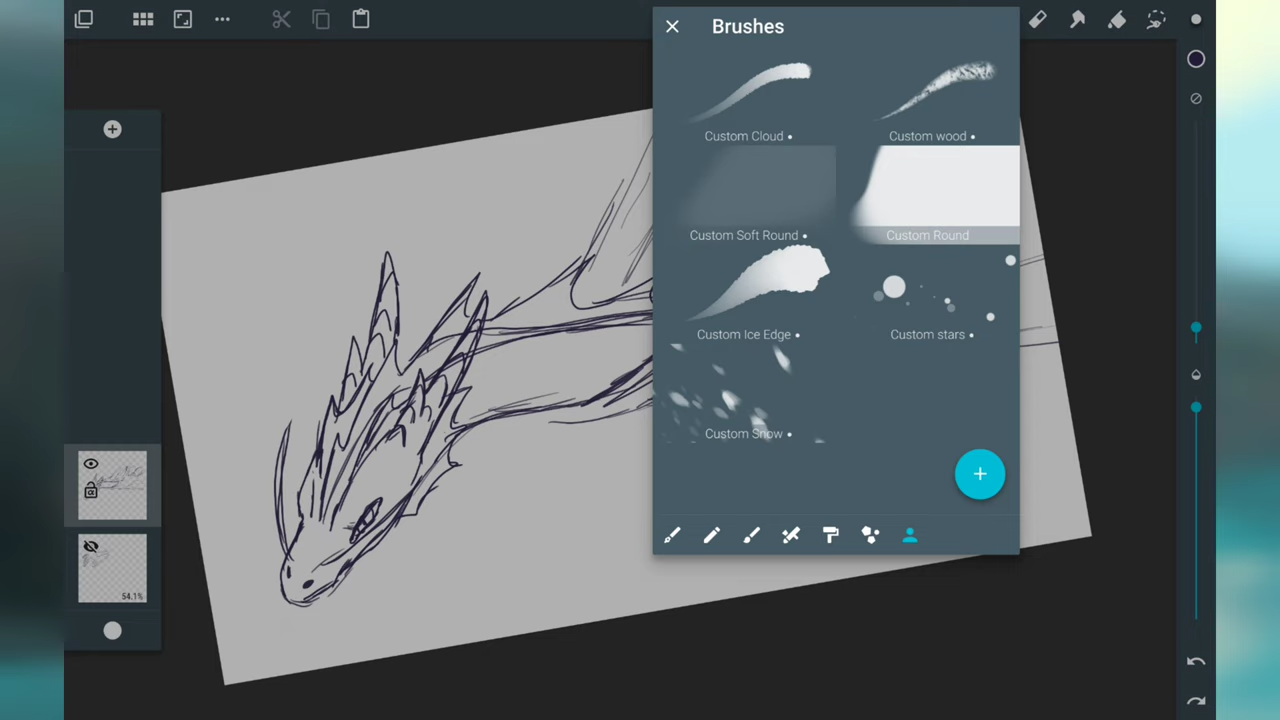 Brushes
Custom Cloud •
Custom wood •
Custom Soft Round •
Custom Round
Custom Ice Edge •
Custom stars •
Custom Snow •
54.1%